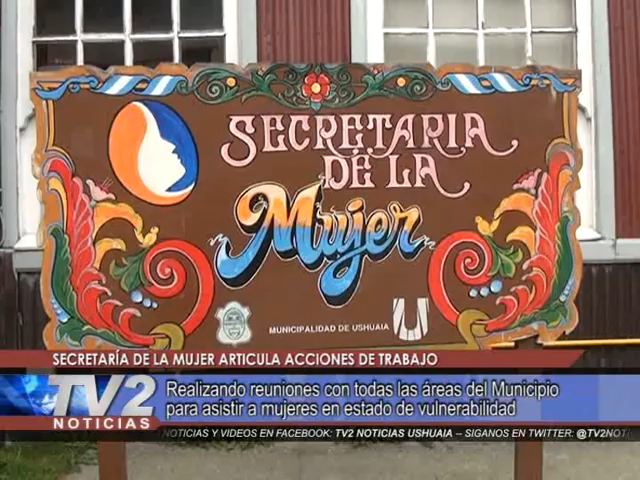 SECRETARIA
DE LA
Mujer
MUNICIPALIDAD DE USHUAIA
SECRETARÍA DE LA MUJER ARTICULA ACCIONES DE TRABAJO
TV2
NOTICIAS
Realizando reuniones con todas las áreas del Municipio
para asistir a mujeres en estado de vulnerabilidad
NOTICIAS Y VIDEOS EN FACEBOOK: TV2 NOTICIAS USHUAIA -- SIGANOS EN TWITTER: @TV2NOT